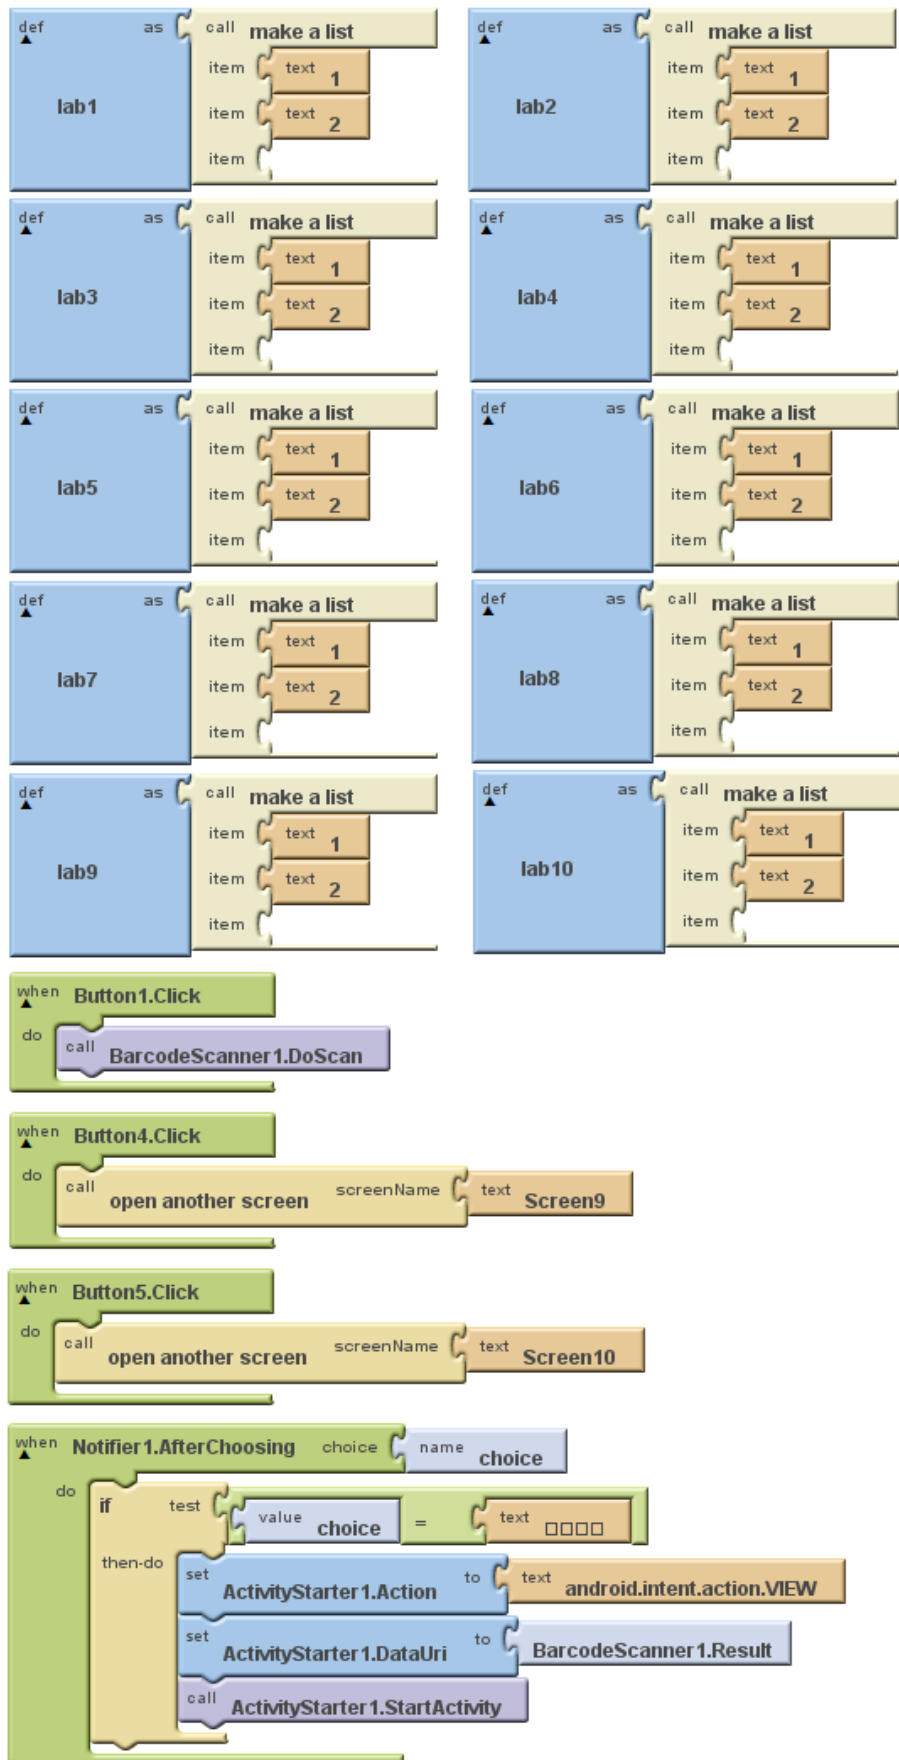 def as call make a list
item text 1
lab1 item text 2
item
def as call make a list
item text 1
lab2 item text 2
item
def as call make a list
item text 1
lab3 item text 2
item
def as call make a list
item text 1
lab4 item text 2
item
def as call make a list
item text 1
lab5 item text 2
item
def as call make a list
item text 1
lab6 item text 2
item
def as call make a list
item text 1
lab7 item text 2
item
def as call make a list
item text 1
lab8 item text 2
item
def as call make a list
item text 1
lab9 item text 2
item
def as call make a list
item text 1
lab10 item text 2
item
when Button1.Click
do call BarcodeScanner1.DoScan
when Button4.Click
do call open another screen screenName text Screen9
when Button5.Click
do call open another screen screenName text Screen10
when Notifier1.AfterChoosing choice name choice
do if test value choice = text □□□□
then-do set ActivityStarter1.Action to text android.intent.action.VIEW
set ActivityStarter1.DataUri to BarcodeScanner1.Result
call ActivityStarter1.StartActivity